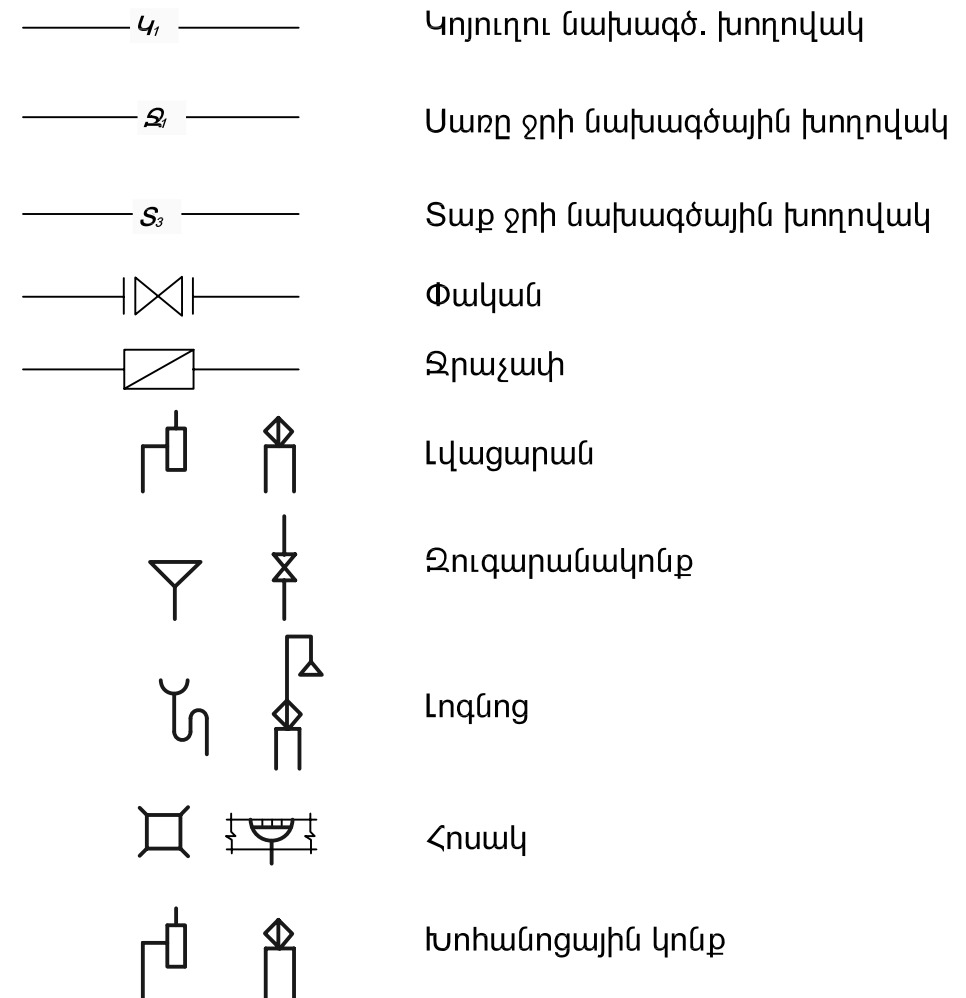 Կ1 Կոյուղու նախագծ. խողովակ
Ջ1 Սառը ջրի նախագծային խողովակ
Տ3 Տաք ջրի նախագծային խողովակ
Փական
Ջրաչափ
Լվացարան
Զուգարանակոնք
Լոգնոց
Հոսակ
Խոհանոցային կոնք